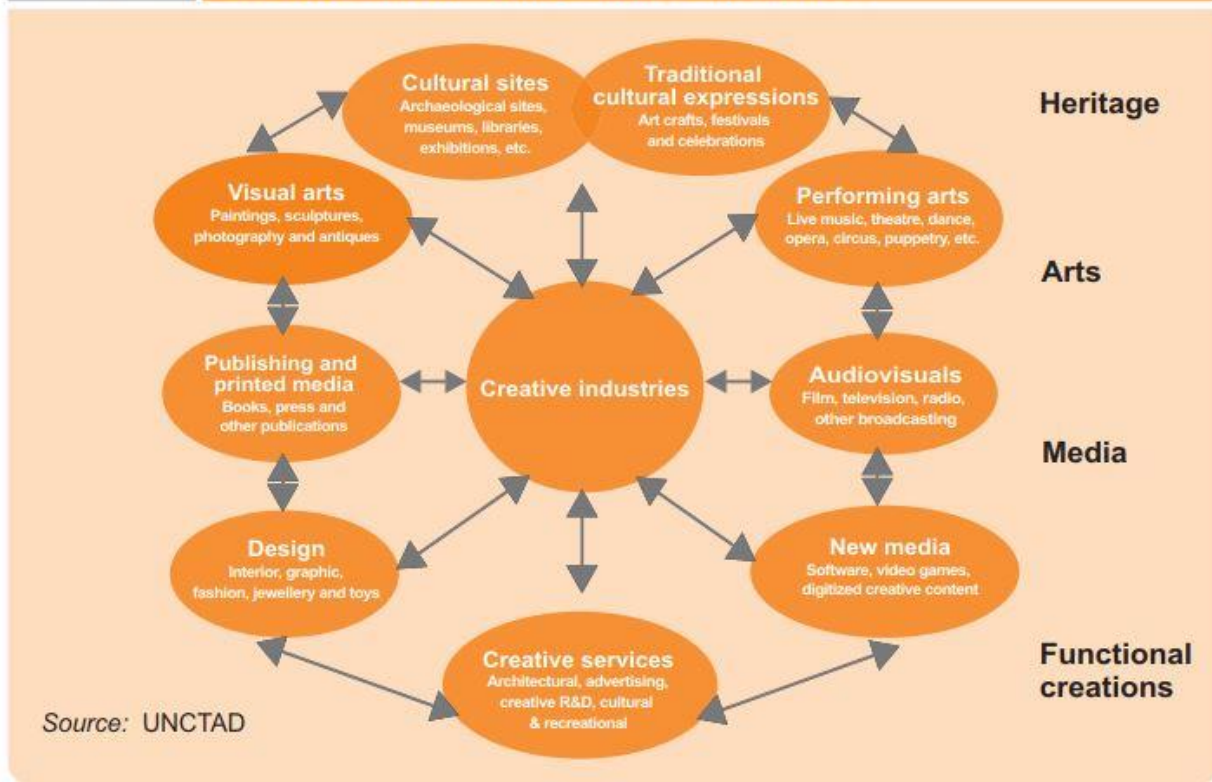 Cultural sites
Archaeological sites,
museums, libraries,
exhibitions, etc.
Traditional
cultural expressions
Art crafts, festivals
and celebrations
Heritage
Visual arts
Paintings, sculptures,
photography and antiques
Performing arts
Live music, theatre, dance,
opera, circus, puppetry, etc.
Arts
Publishing and
printed media
Books, press and
other publications
Creative industries
Audiovisuals
Film, television, radio,
other broadcasting
Media
Design
Interior, graphic,
fashion, jewellery and toys
New media
Software, video games,
digitized creative content
Creative services
Architectural, advertising,
creative R&D, cultural
& recreational
Functional
creations
Source: UNCTAD